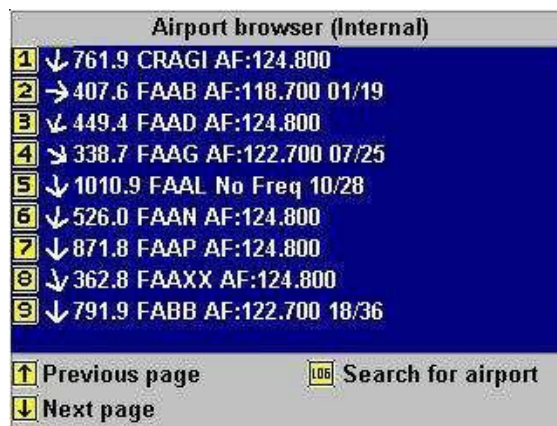 Airport browser (Internal)
1 ↓ 761.9 CRAGI AF:124.800
2 → 407.6 FAAB AF:118.700 01/19
3 ↙ 449.4 FAAD AF:124.800
4 ↘ 338.7 FAAG AF:122.700 07/25
5 ↓ 1010.9 FAAL No Freq 10/28
6 ↓ 526.0 FAAN AF:124.800
7 ↓ 871.8 FAAP AF:124.800
8 ↓ 362.8 FAAXX AF:124.800
9 ↓ 791.9 FABB AF:122.700 18/36
↑ Previous page LOG Search for airport
↓ Next page